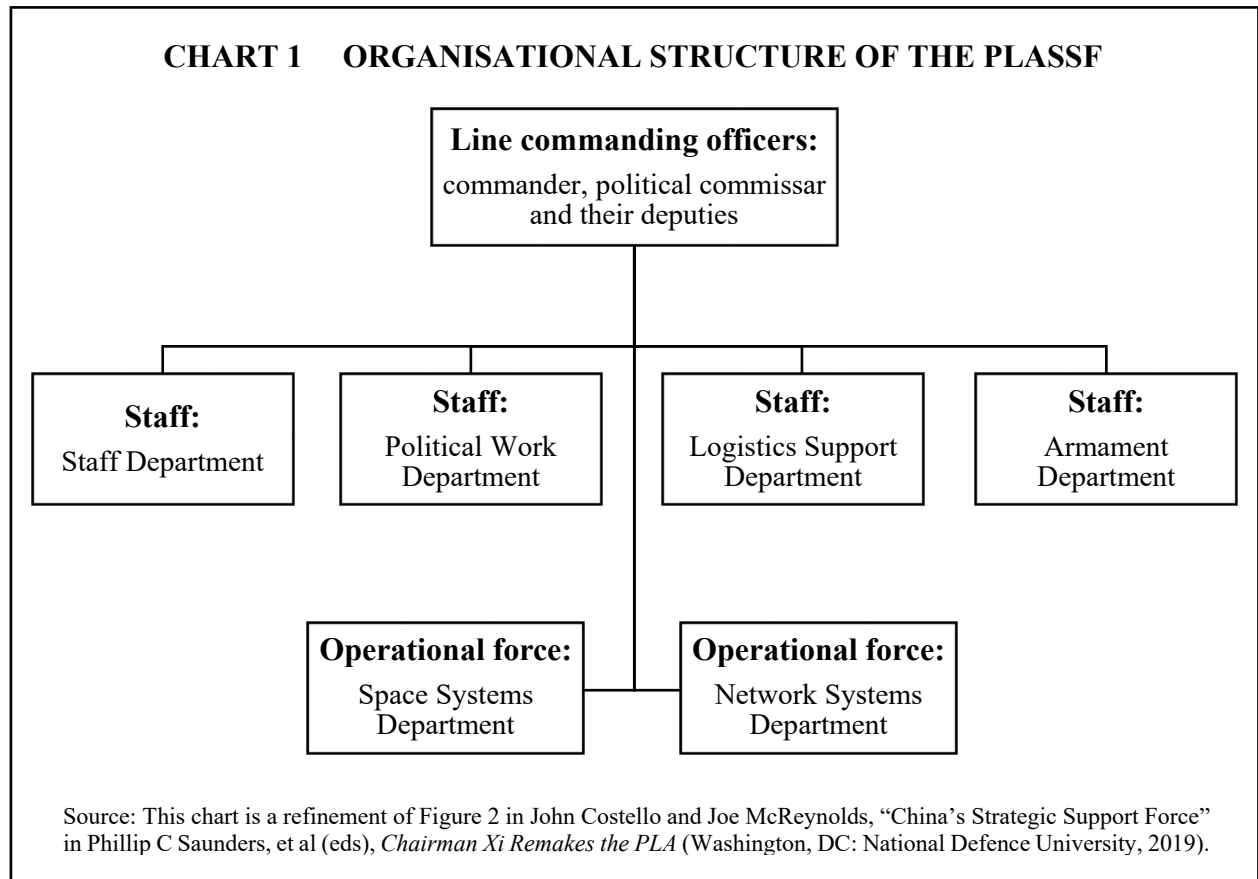 CHART 1 ORGANISATIONAL STRUCTURE OF THE PLASSF
Line commanding officers:
commander, political commissar
and their deputies
Staff:
Staff Department
Staff:
Political Work
Department
Staff:
Logistics Support
Department
Staff:
Armament
Department
Operational force:
Space Systems
Department
Operational force:
Network Systems
Department
Source: This chart is a refinement of Figure 2 in John Costello and Joe McReynolds, “China’s Strategic Support Force”
in Phillip C Saunders, et al (eds), Chairman Xi Remakes the PLA (Washington, DC: National Defence University, 2019).